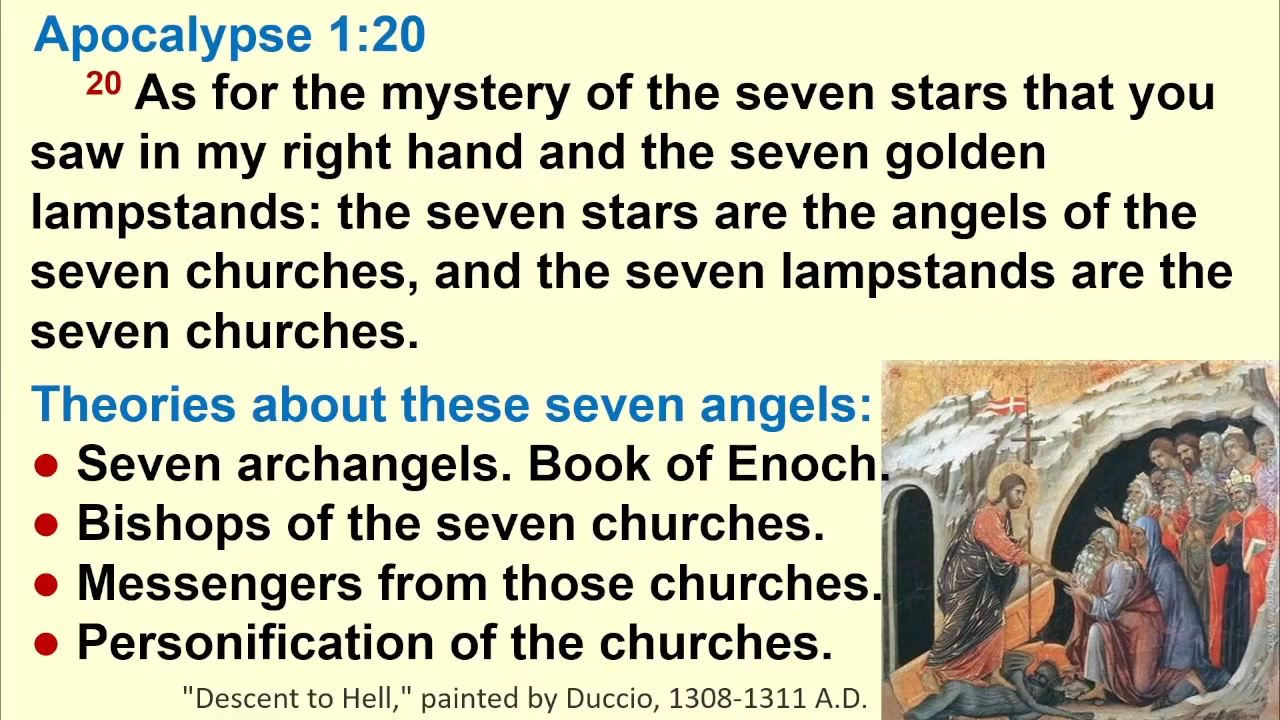 Apocalypse 1:20
20 As for the mystery of the seven stars that you
saw in my right hand and the seven golden
lampstands: the seven stars are the angels of the
seven churches, and the seven lampstands are the
seven churches.
Theories about these seven angels:
● Seven archangels. Book of Enoch.
● Bishops of the seven churches.
● Messengers from those churches.
● Personification of the churches.
"Descent to Hell," painted by Duccio, 1308-1311 A.D.